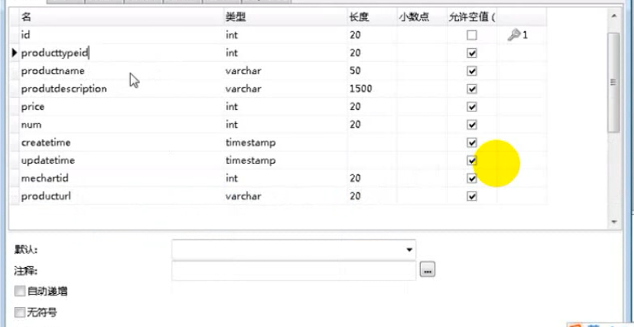 名 类型 长度 小数点 允许空值 (
id int 20 1
producttypeid int 20
productname varchar 50
produtdescription varchar 1500
price int 20
num int 20
createtime timestamp
updatetime timestamp
mechartid int 20
producturl varchar 20
默认:
注释:
...
自动递增
无符号